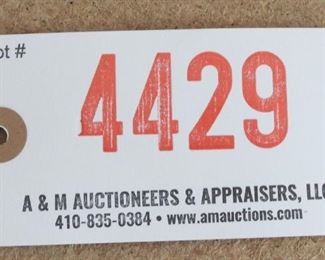 ot #
4429
A & M AUCTIONEERS & APPRAISERS, LLC
410-835-0384 • www.amauctions.com